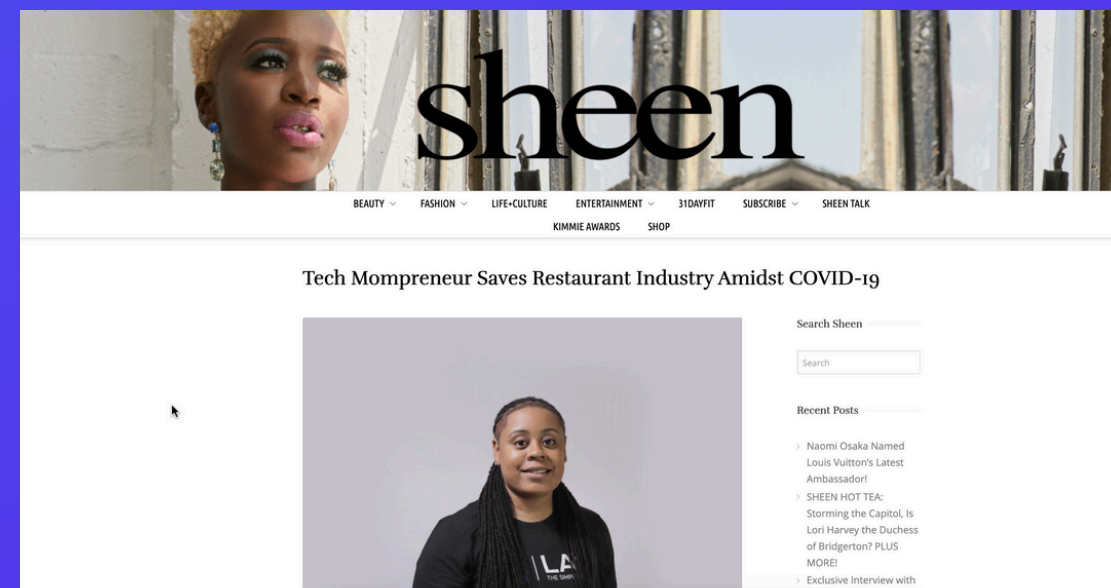 sheen
BEAUTY FASHION LIFE+CULTURE ENTERTAINMENT 31DAYFIT SUBSCRIBE SHEEN TALK
KIMMIE AWARDS SHOP
Tech Mompreneur Saves Restaurant Industry Amidst COVID-19
Search Sheen
Search
Recent Posts
Naomi Osaka Named
Louis Vuitton's Latest
Ambassador!
SHEEN HOT TEA:
Storming the Capitol, Is
Lori Harvey the Duchess
of Bridgerton? PLUS
MORE!
Exclusive Interview with
LA
THE